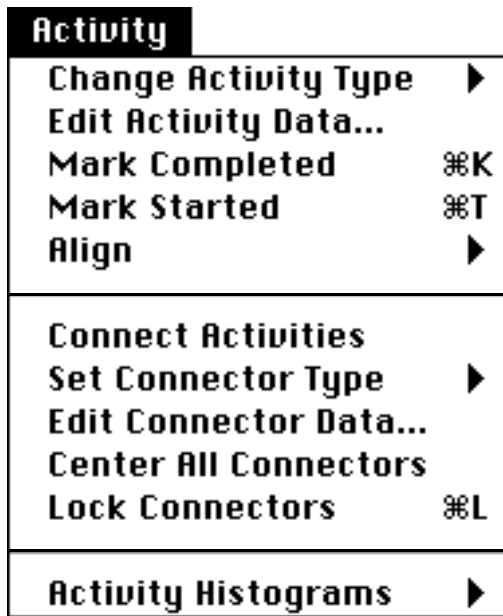 Activity
Change Activity Type ▶
Edit Activity Data...
Mark Completed ⌘K
Mark Started ⌘T
Align ▶
Connect Activities
Set Connector Type ▶
Edit Connector Data...
Center All Connectors
Lock Connectors ⌘L
Activity Histograms ▶